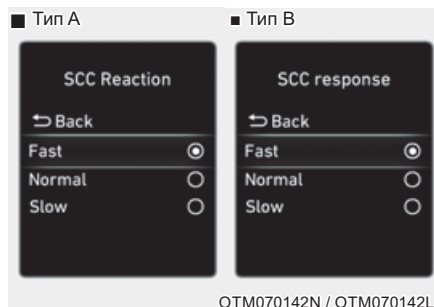 ■ Тип A
■ Тип B
SCC Reaction
Back
Fast
Normal
Slow
SCC response
Back
Fast
Normal
Slow
OTM070142N / OTM070142L